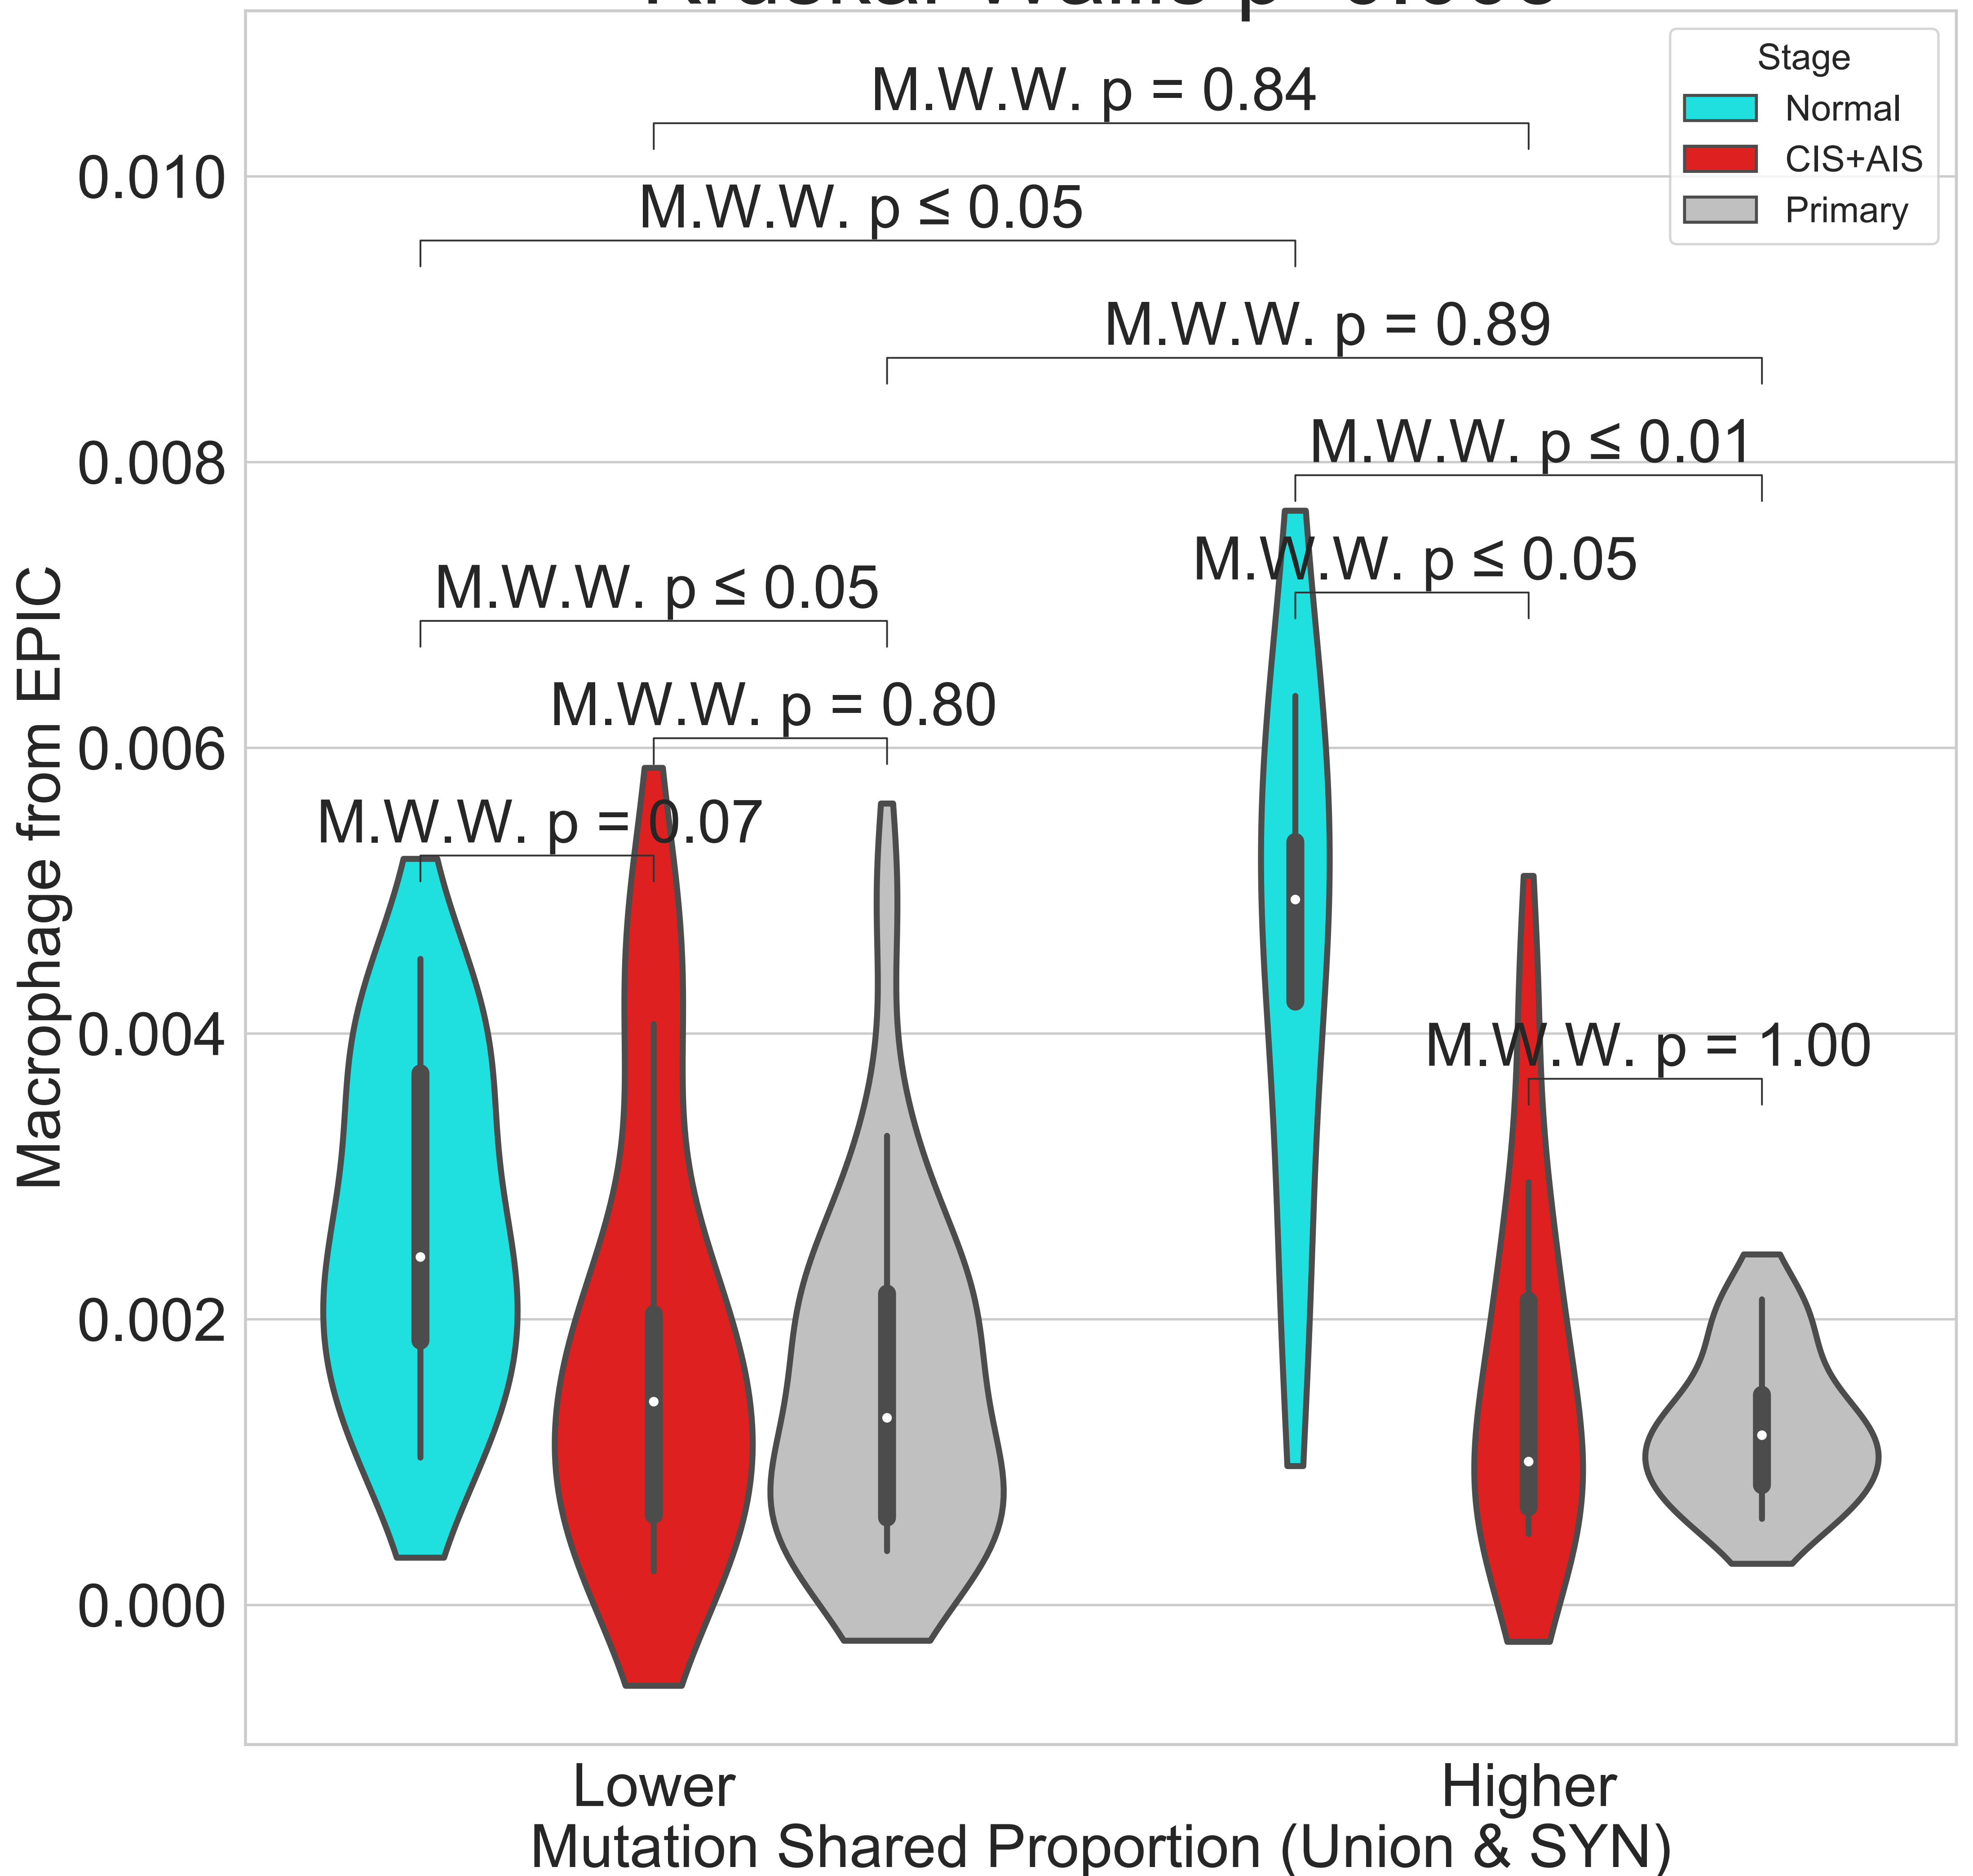 Stage
Normal
CIS+AIS
Primary
M.W.W. p = 0.84
M.W.W. p ≤ 0.05
M.W.W. p = 0.89
M.W.W. p ≤ 0.01
M.W.W. p ≤ 0.05
M.W.W. p ≤ 0.05
M.W.W. p = 0.80
M.W.W. p = 0.07
M.W.W. p = 1.00
0.010
0.008
0.006
0.004
0.002
0.000
Macrophage from EPIC
Lower
Higher
Mutation Shared Proportion (Union & SYN)